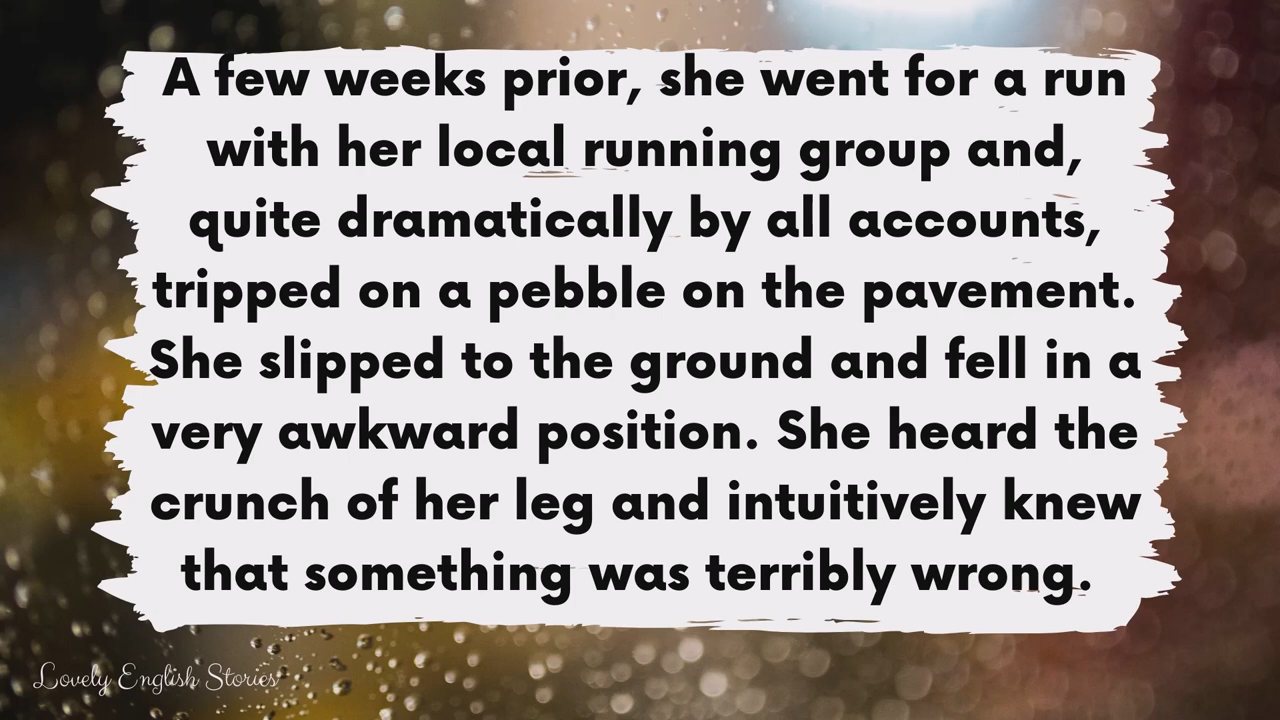 A few weeks prior, she went for a run
with her local running group and,
quite dramatically by all accounts,
tripped on a pebble on the pavement.
She slipped to the ground and fell in a
very awkward position. She heard the
crunch of her leg and intuitively knew
that something was terribly wrong.
Lovely English Stories